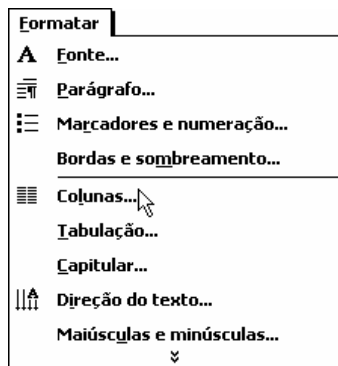 Formatar
Fonte...
Parágrafo...
Marcadores e numeração...
Bordas e sombreamento...
Colunas...
Tabulação...
Capitular...
Direção do texto...
Maiúsculas e minúsculas...